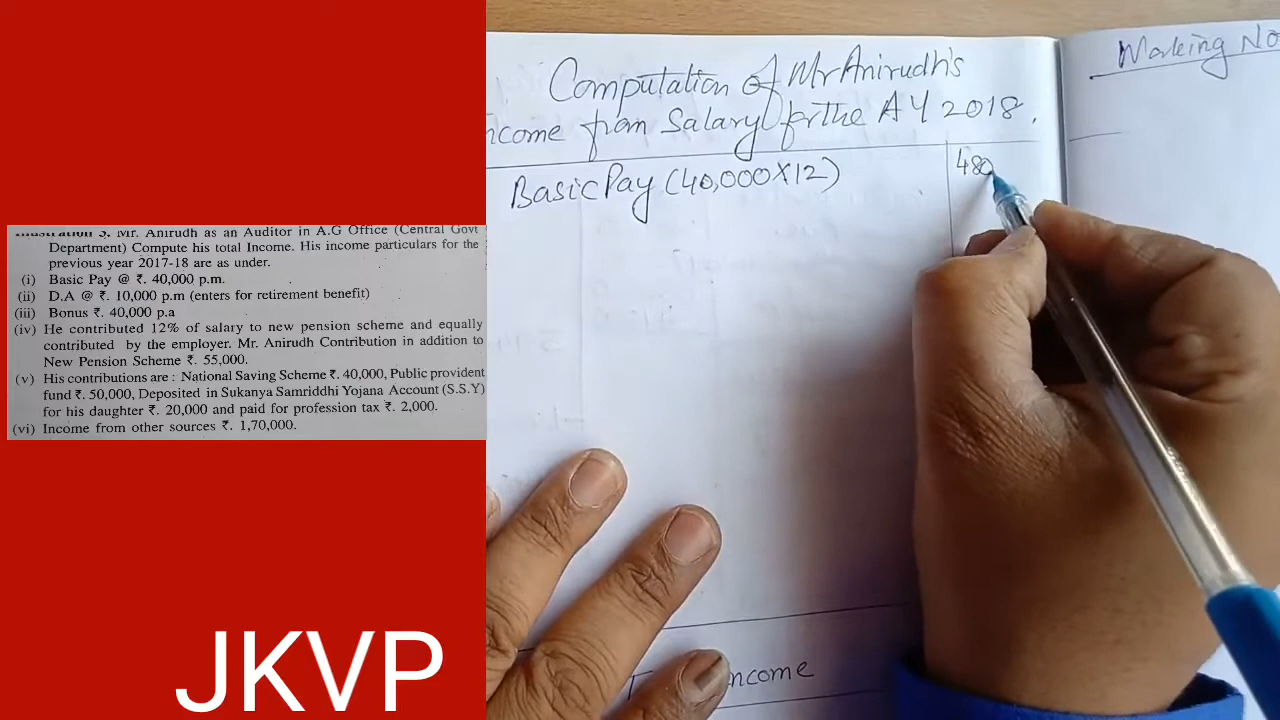 3. Mr. Anirudh as an Auditor in A.G Office (Central Govt
Department) Compute his total Income. His income particulars for the
previous year 2017-18 are as under.
(i) Basic Pay @ ₹. 40,000 p.m.
(ii) D.A @ ₹. 10,000 p.m (enters for retirement benefit)
(iii) Bonus ₹. 40,000 p.a
(iv) He contributed 12% of salary to new pension scheme and equally
contributed by the employer. Mr. Anirudh Contribution in addition to
New Pension Scheme ₹. 55,000.
(v) His contributions are : National Saving Scheme ₹. 40,000, Public provident
fund ₹. 50,000, Deposited in Sukanya Samriddhi Yojana Account (S.S.Y)
for his daughter ₹. 20,000 and paid for profession tax ₹. 2,000.
(vi) Income from other sources ₹. 1,70,000.
JKVP
Computation of Mr Anirudh's
ncome from Salary for the A Y 2018.
Basic Pay (40,000X12) 480
ncome
Working No